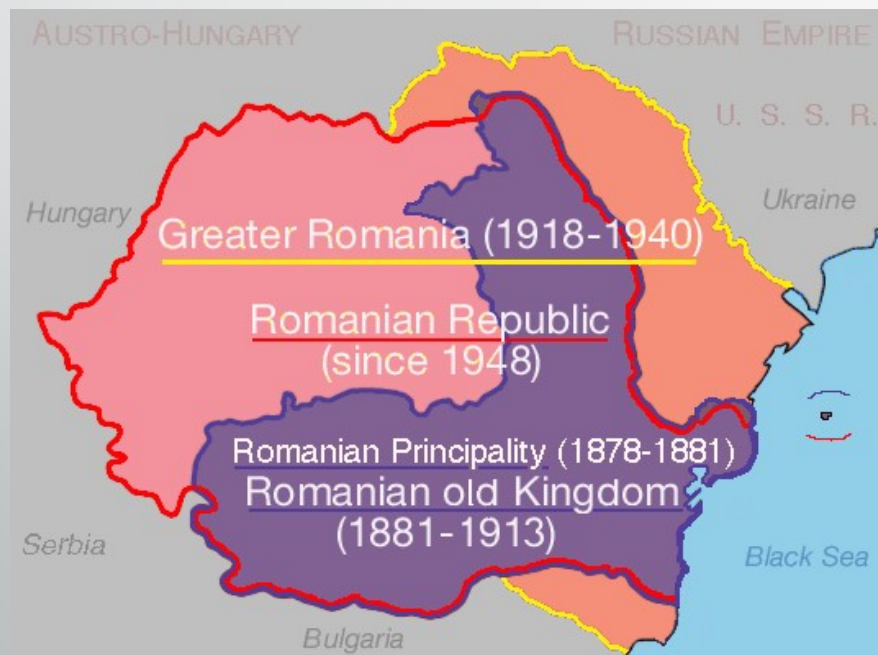 AUSTRO-HUNGARY
RUSSIAN EMPIRE
U. S. S. R.
Hungary
Ukraine
Greater Romania (1918-1940)
Romanian Republic
(since 1948)
Romanian Principality (1878-1881)
Romanian old Kingdom
(1881-1913)
Serbia
Black Sea
Bulgaria